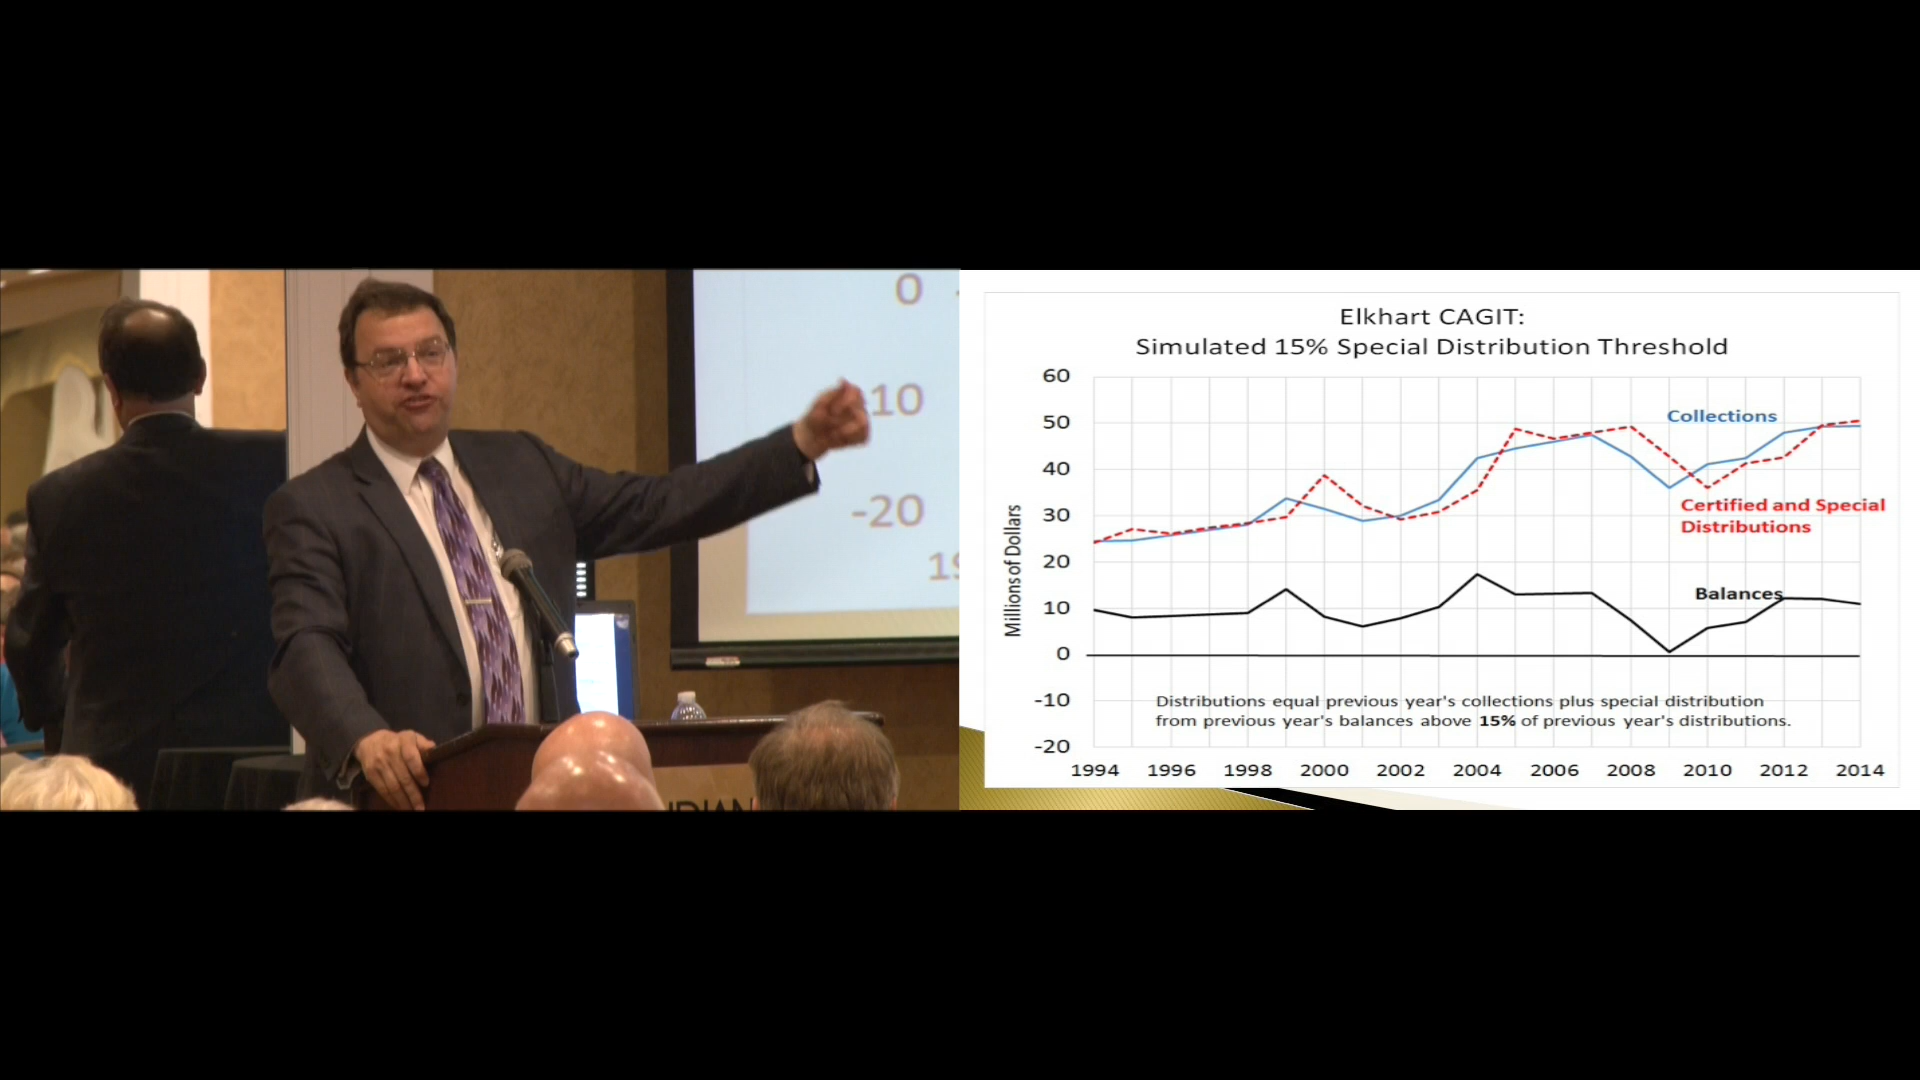 0
-10
-20
DIAN
Elkhart CAGIT:
Simulated 15% Special Distribution Threshold
60
50
40
30
20
10
0
-10
-20
Millions of Dollars
Collections
Certified and Special
Distributions
Balances
Distributions equal previous year's collections plus special distribution
from previous year's balances above 15% of previous year's distributions.
1994 1996 1998 2000 2002 2004 2006 2008 2010 2012 2014